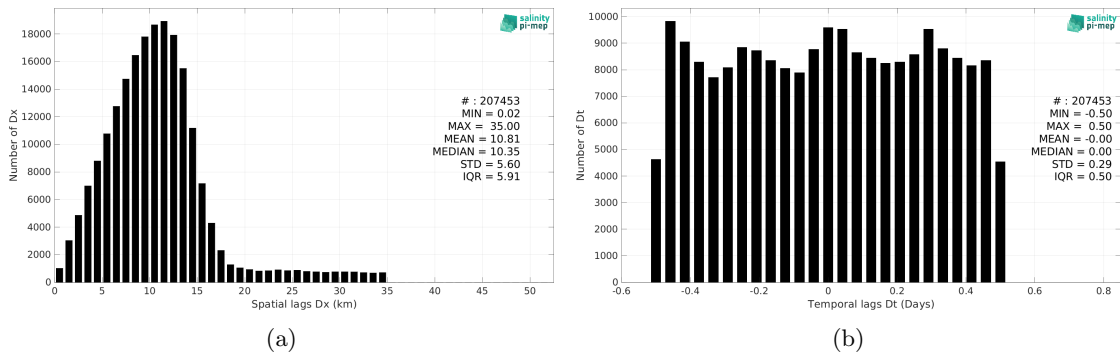 salinity
pi-mep
18000
16000
14000
12000
10000
8000
6000
4000
2000
0
Number of Dx
# : 207453
MIN = 0.02
MAX = 35.00
MEAN = 10.81
MEDIAN = 10.35
STD = 5.60
IQR = 5.91
0 5 10 15 20 25 30 35 40 45 50
Spatial lags Dx (km)
(a)
salinity
pi-mep
10000
9000
8000
7000
6000
5000
4000
3000
2000
1000
0
Number of Dt
# : 207453
MIN = -0.50
MAX = 0.50
MEAN = -0.00
MEDIAN = 0.00
STD = 0.29
IQR = 0.50
-0.6 -0.4 -0.2 0 0.2 0.4 0.6 0.8
Temporal lags Dt (Days)
(b)